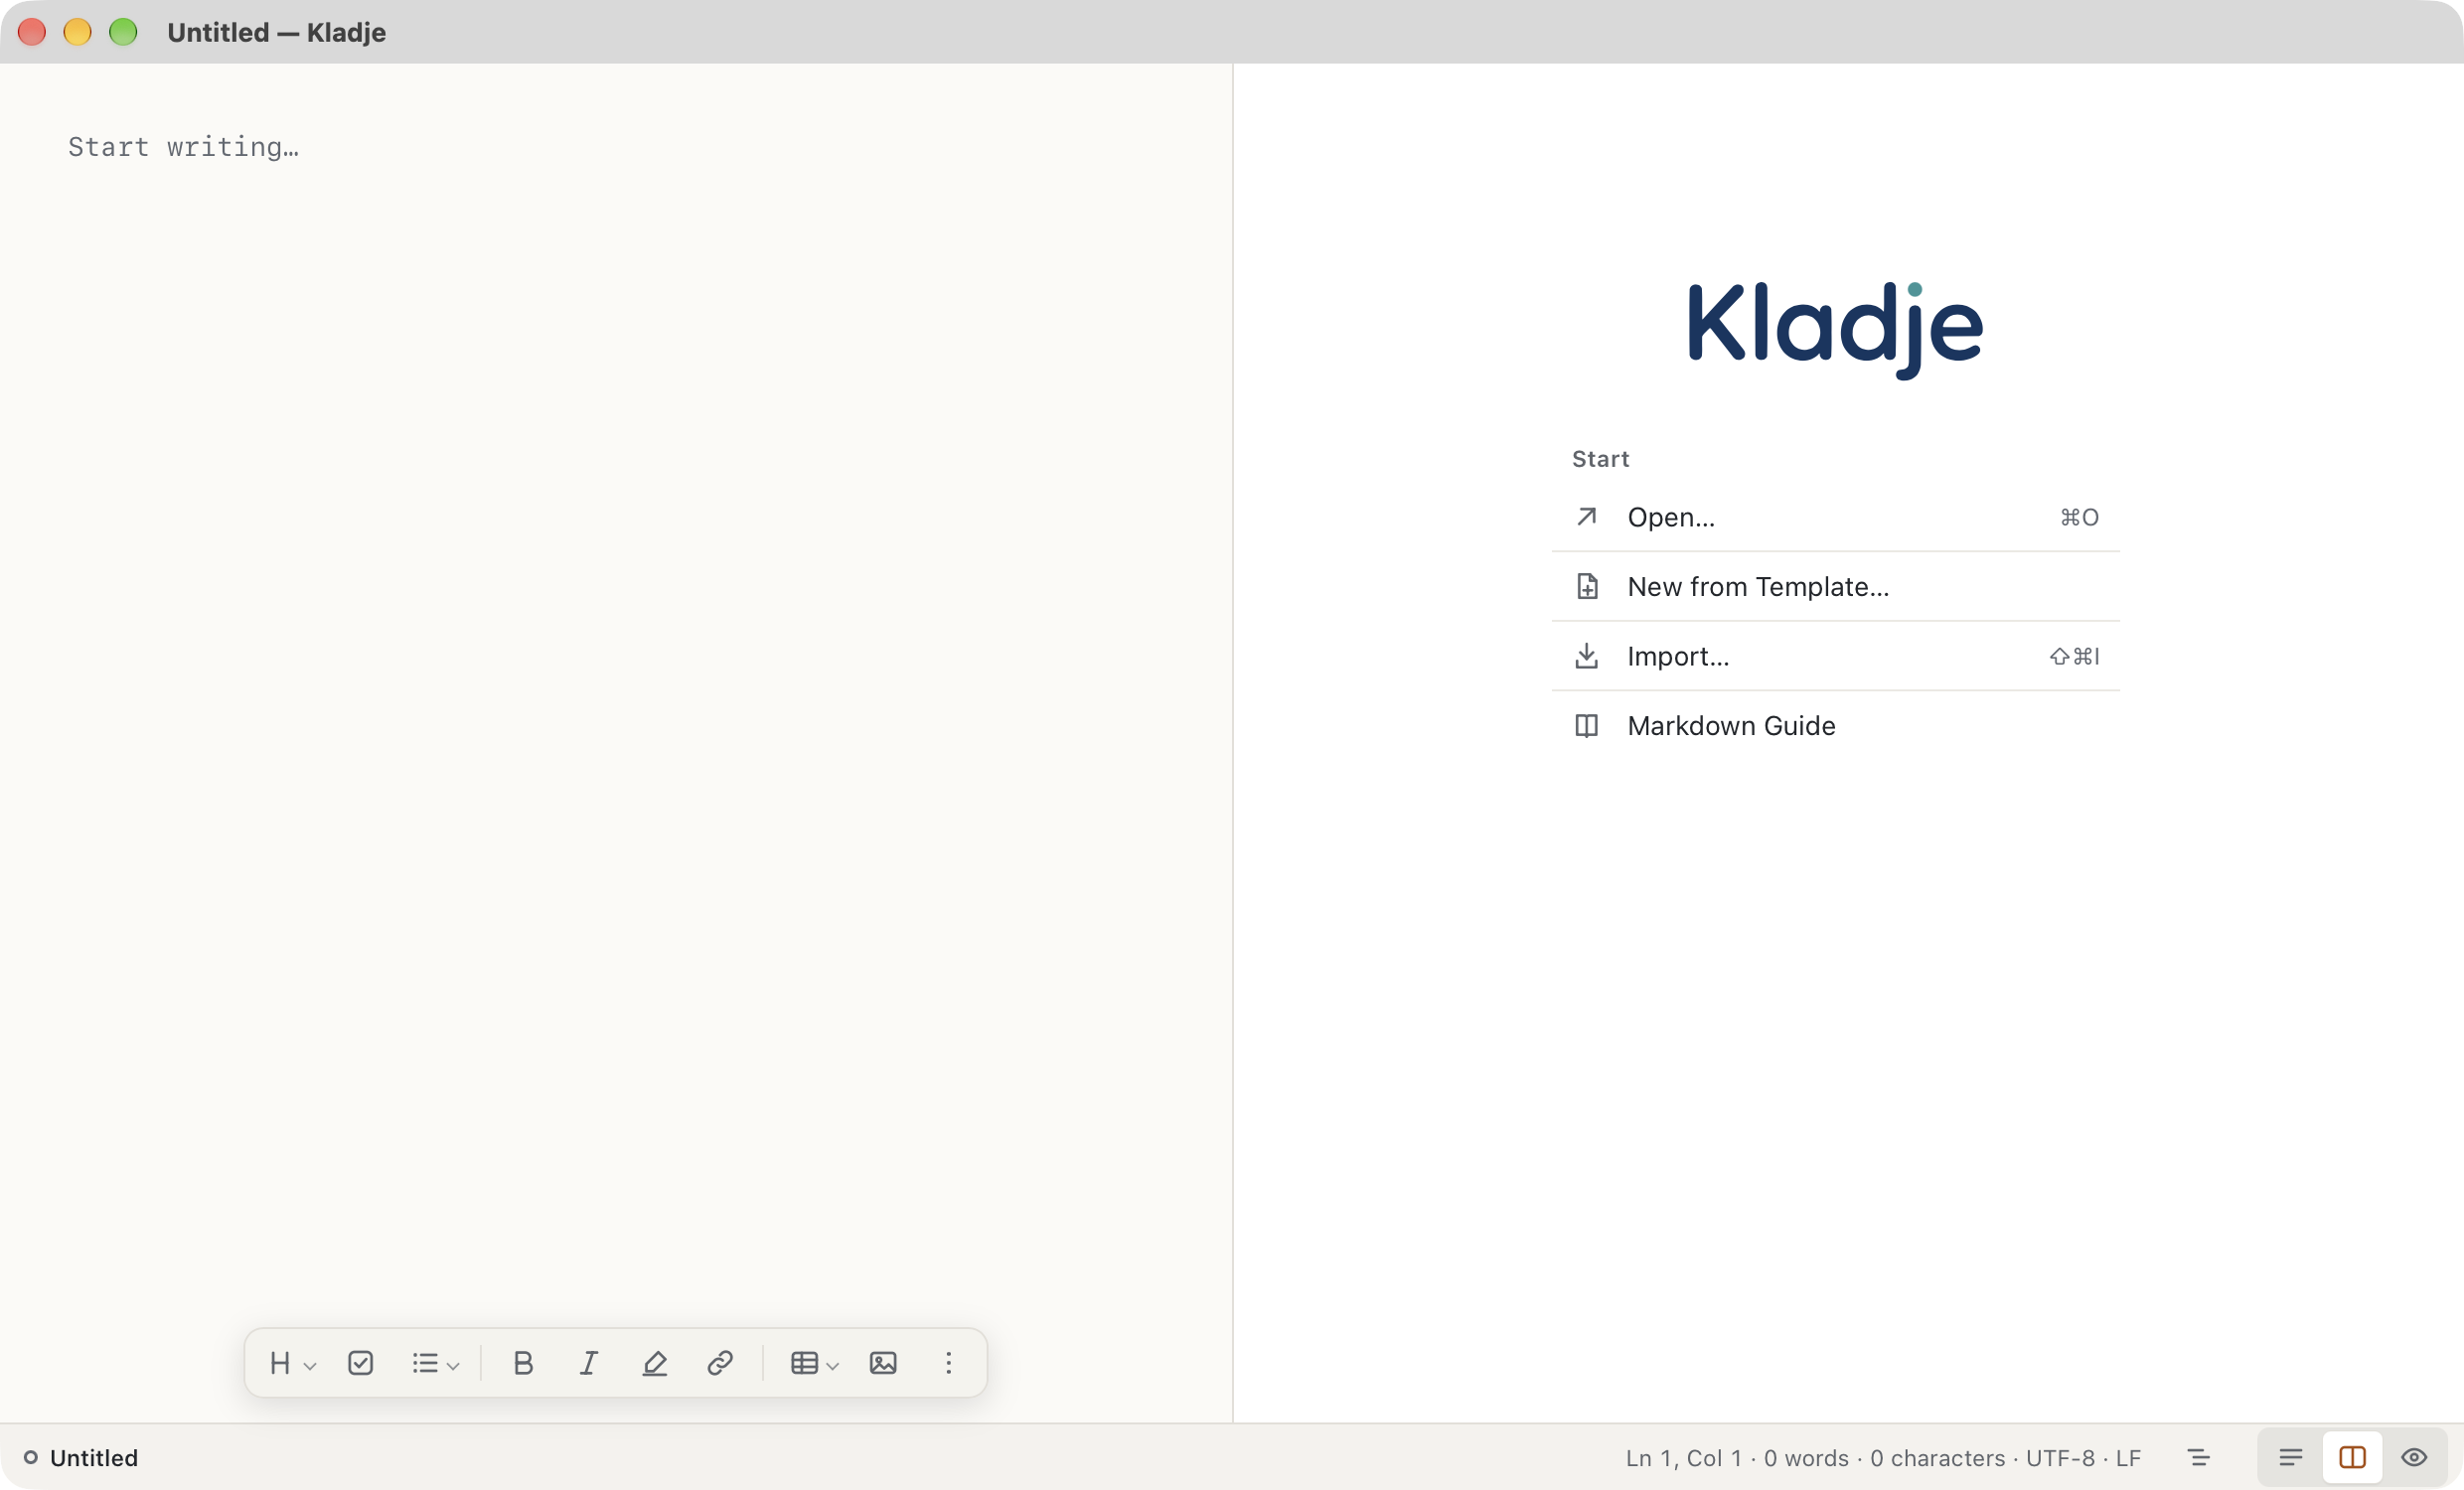 Untitled — Kladje
Start writing…
Kladje
Start
Open... ⌘O
New from Template...
Import... ⇧⌘I
Markdown Guide
H
B I
Untitled
Ln 1, Col 1 · 0 words · 0 characters · UTF-8 · LF